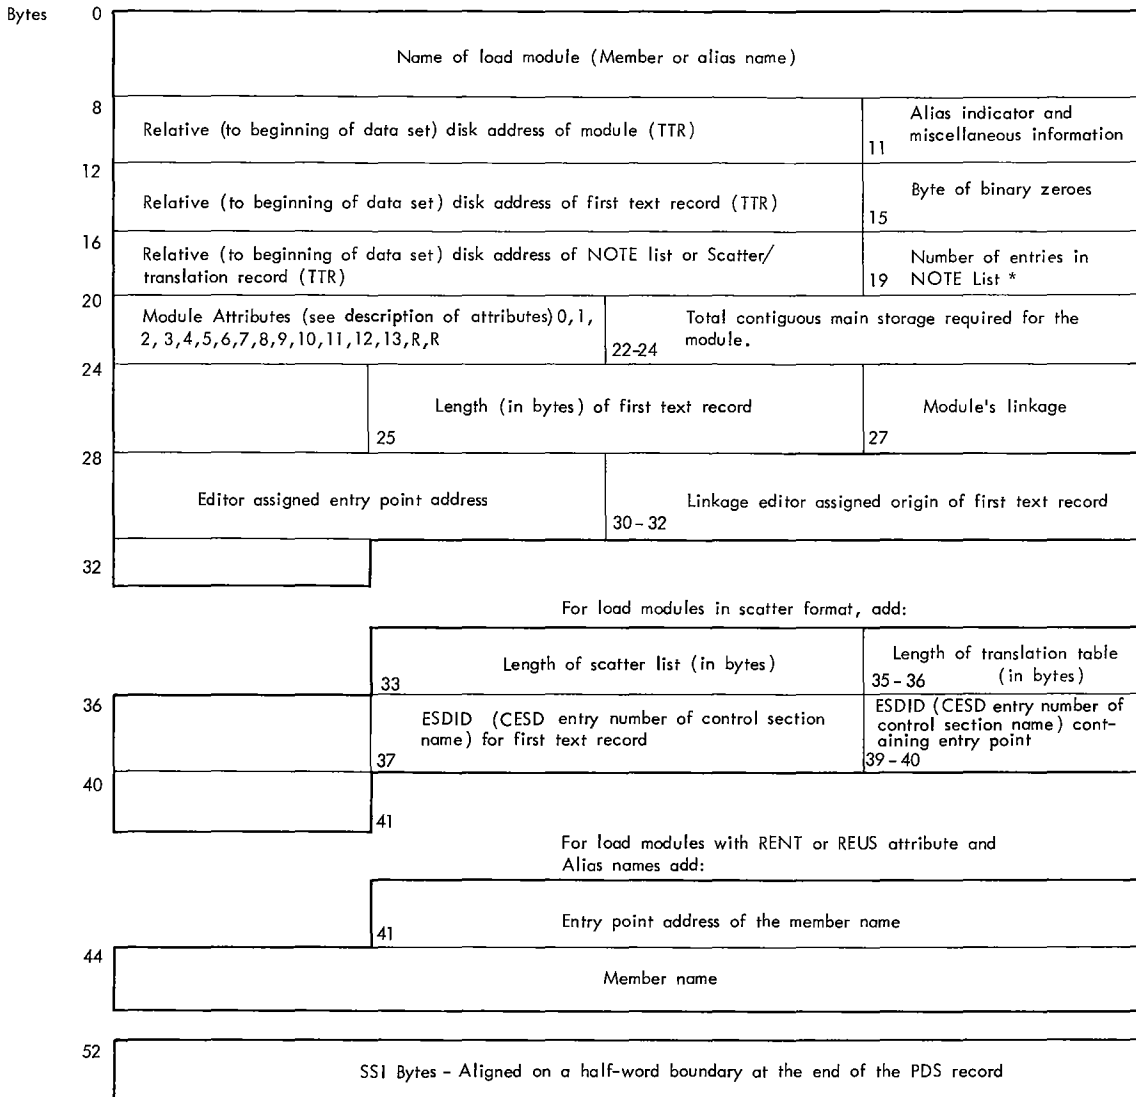 Bytes 0
Name of load module (Member or alias name)
8
Relative (to beginning of data set) disk address of module (TTR)
11
Alias indicator and
miscellaneous information
12
Relative (to beginning of data set) disk address of first text record (TTR)
15
Byte of binary zeroes
16
Relative (to beginning of data set) disk address of NOTE list or Scatter/
translation record (TTR)
19
Number of entries in
NOTE List *
20
Module Attributes (see description of attributes) 0, 1,
2, 3,4,5,6,7,8,9,10,11,12,13,R,R
22-24
Total contiguous main storage required for the
module.
24
25
Length (in bytes) of first text record
27
Module's linkage
28
Editor assigned entry point address
30-32
Linkage editor assigned origin of first text record
32
For load modules in scatter format, add:
33
Length of scatter list (in bytes)
Length of translation table
35-36 (in bytes)
36
37
ESDID (CESD entry number of control section
name) for first text record
ESDID (CESD entry number of
control section name) cont-
aining entry point
39-40
40
41
For load modules with RENT or REUS attribute and
Alias names add:
41
Entry point address of the member name
44
Member name
52
SSI Bytes - Aligned on a half-word boundary at the end of the PDS record